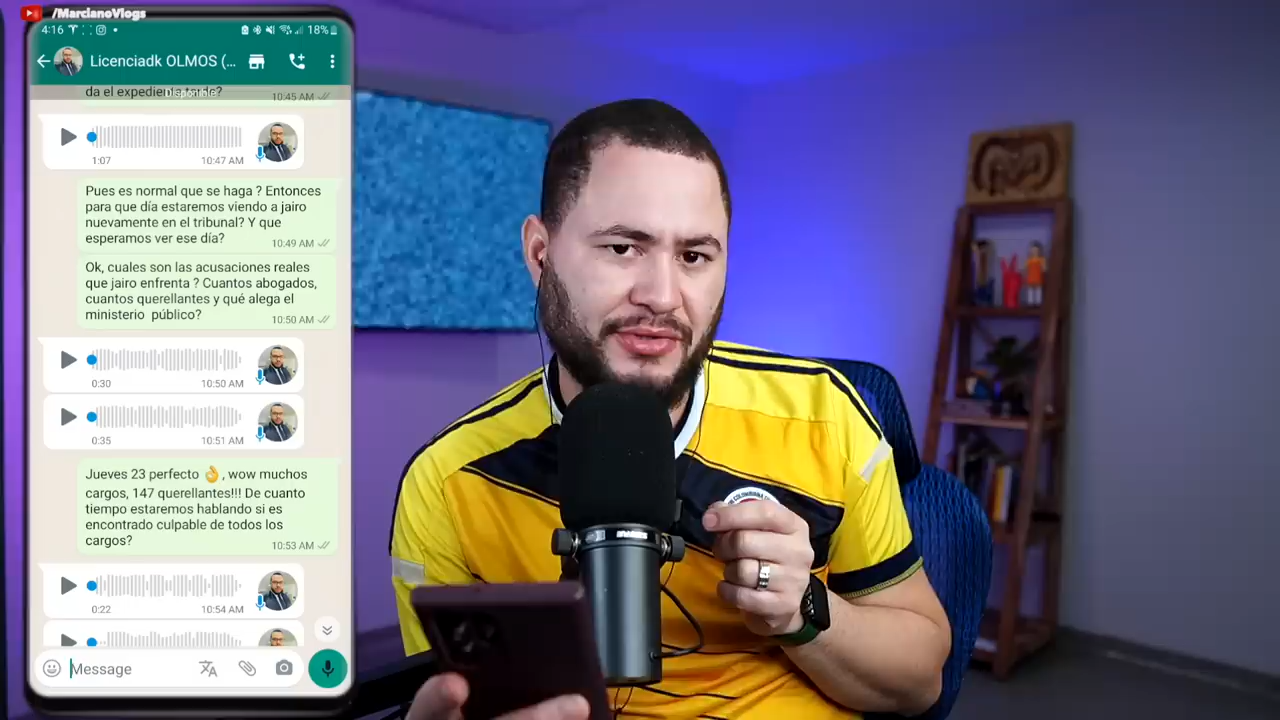 /MarcianoVlogs
4:16
18%
Licenciadk OLMOS (...
Disponible
da el expediente tarde?
10:45 AM
1:07
10:47 AM
Pues es normal que se haga ? Entonces
para que día estaremos viendo a jairo
nuevamente en el tribunal? Y que
esperamos ver ese día?
10:49 AM
Ok, cuales son las acusaciones reales
que jairo enfrenta ? Cuantos abogados,
cuantos querellantes y qué alega el
ministerio público?
10:50 AM
0:30
10:50 AM
0:35
10:51 AM
Jueves 23 perfecto 👌, wow muchos
cargos, 147 querellantes!!! De cuanto
tiempo estaremos hablando si es
encontrado culpable de todos los
cargos?
10:53 AM
0:22
10:54 AM
Message